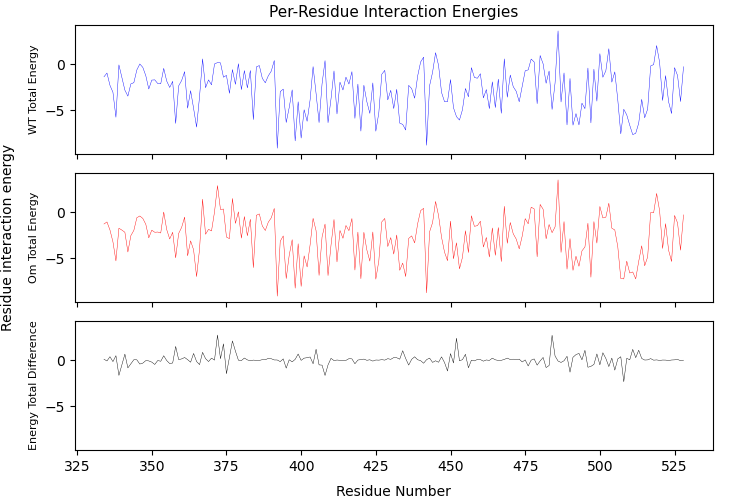 Per-Residue Interaction Energies
Residue interaction energy
WT Total Energy
0
−5
Om Total Energy
0
−5
Energy Total Difference
0
−5
325 350 375 400 425 450 475 500 525
Residue Number